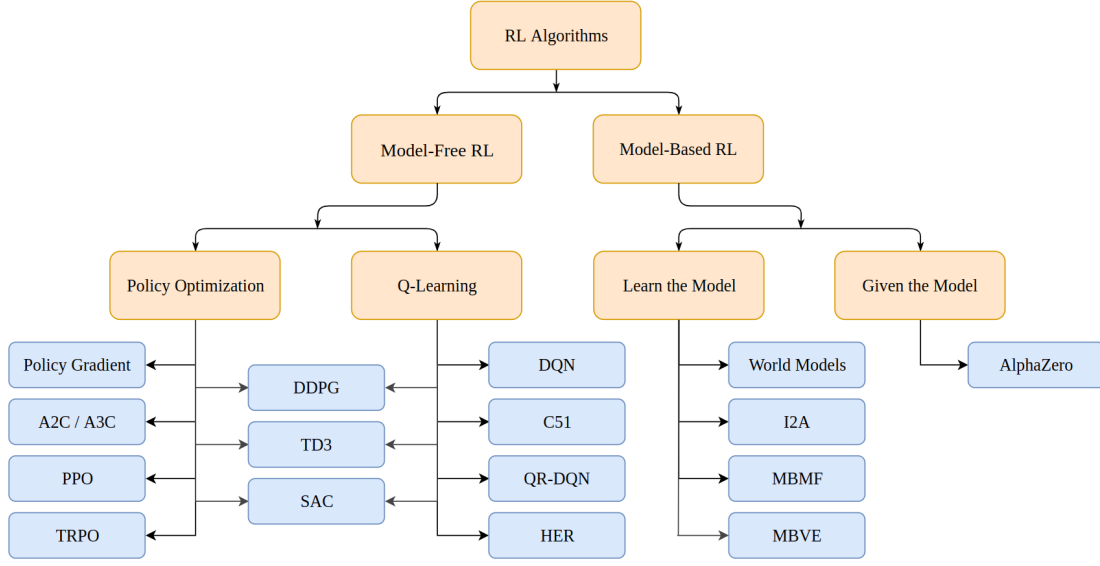 RL Algorithms
Model-Free RL
Model-Based RL
Policy Optimization
Q-Learning
Learn the Model
Given the Model
Policy Gradient
A2C / A3C
PPO
TRPO
DDPG
TD3
SAC
DQN
C51
QR-DQN
HER
World Models
I2A
MBMF
MBVE
AlphaZero